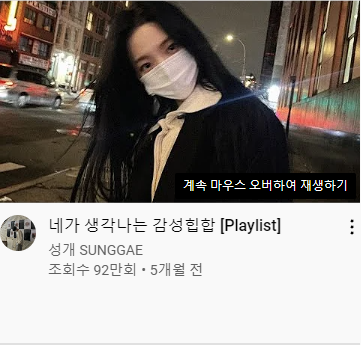 계속 마우스 오버하여 재생하기
네가 생각나는 감성힙합 [Playlist]
성개 SUNGGAE
조회수 92만회 • 5개월 전